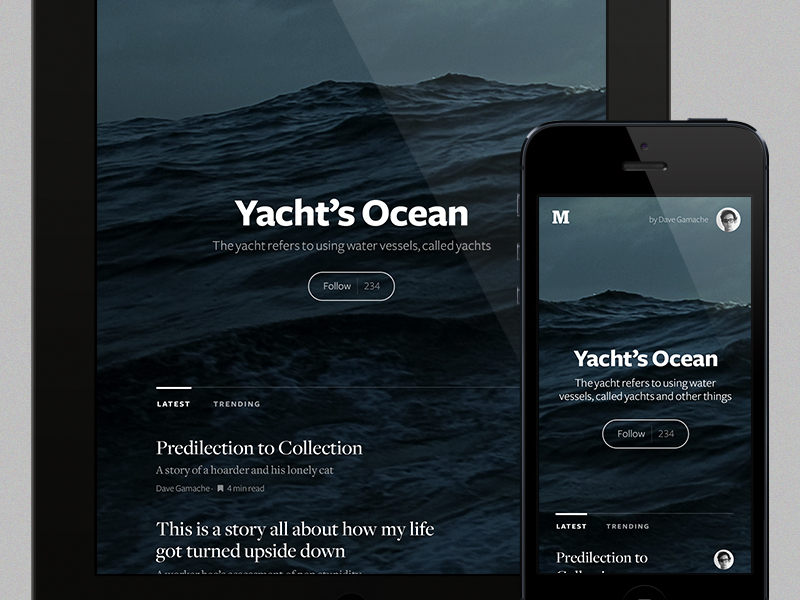 Yacht's Ocean
The yacht refers to using water vessels, called yachts
Follow 234
LATEST TRENDING
Predilection to Collection
A story of a hoarder and his lonely cat
Dave Gamache · 4 min read
This is a story all about how my life
got turned upside down
M by Dave Gamache
Yacht's Ocean
The yacht refers to using water
vessels, called yachts and other things
Follow 234
LATEST TRENDING
Predilection to